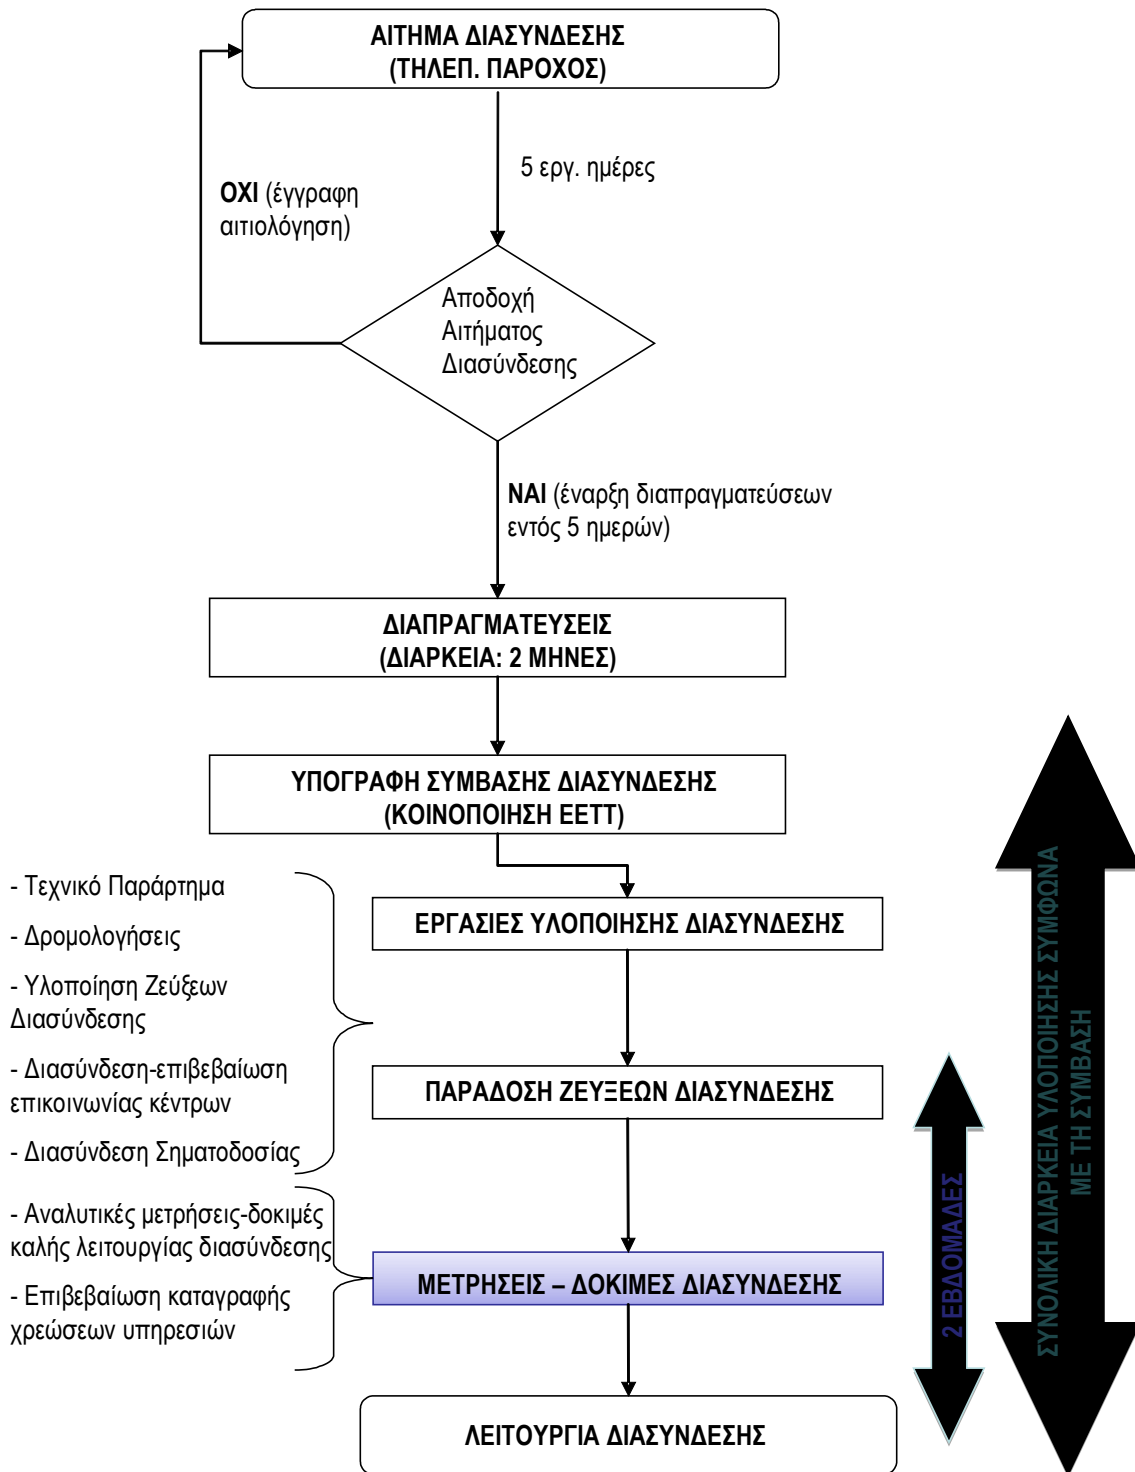 ΑΙΤΗΜΑ ΔΙΑΣΥΝΔΕΣΗΣ
(ΤΗΛΕΠ. ΠΑΡΟΧΟΣ)
5 εργ. ημέρες
ΟΧΙ (έγγραφη
αιτιολόγηση)
Αποδοχή
Αιτήματος
Διασύνδεσης
ΝΑΙ (έναρξη διαπραγματεύσεων
εντός 5 ημερών)
ΔΙΑΠΡΑΓΜΑΤΕΥΣΕΙΣ
(ΔΙΑΡΚΕΙΑ: 2 ΜΗΝΕΣ)
ΥΠΟΓΡΑΦΗ ΣΥΜΒΑΣΗΣ ΔΙΑΣΥΝΔΕΣΗΣ
(ΚΟΙΝΟΠΟΙΗΣΗ ΕΕΤΤ)
- Τεχνικό Παράρτημα
- Δρομολογήσεις
- Υλοποίηση Ζεύξεων
Διασύνδεσης
- Διασύνδεση-επιβεβαίωση
επικοινωνίας κέντρων
- Διασύνδεση Σηματοδοσίας
ΕΡΓΑΣΙΕΣ ΥΛΟΠΟΙΗΣΗΣ ΔΙΑΣΥΝΔΕΣΗΣ
ΠΑΡΑΔΟΣΗ ΖΕΥΞΕΩΝ ΔΙΑΣΥΝΔΕΣΗΣ
- Αναλυτικές μετρήσεις-δοκιμές
καλής λειτουργίας διασύνδεσης
- Επιβεβαίωση καταγραφής
χρεώσεων υπηρεσιών
ΜΕΤΡΗΣΕΙΣ – ΔΟΚΙΜΕΣ ΔΙΑΣΥΝΔΕΣΗΣ
ΛΕΙΤΟΥΡΓΙΑ ΔΙΑΣΥΝΔΕΣΗΣ
2 ΕΒΔΟΜΑΔΕΣ
ΣΥΝΟΛΙΚΗ ΔΙΑΡΚΕΙΑ ΥΛΟΠΟΙΗΣΗΣ ΣΥΜΦΩΝΑ
ΜΕ ΤΗ ΣΥΜΒΑΣΗ